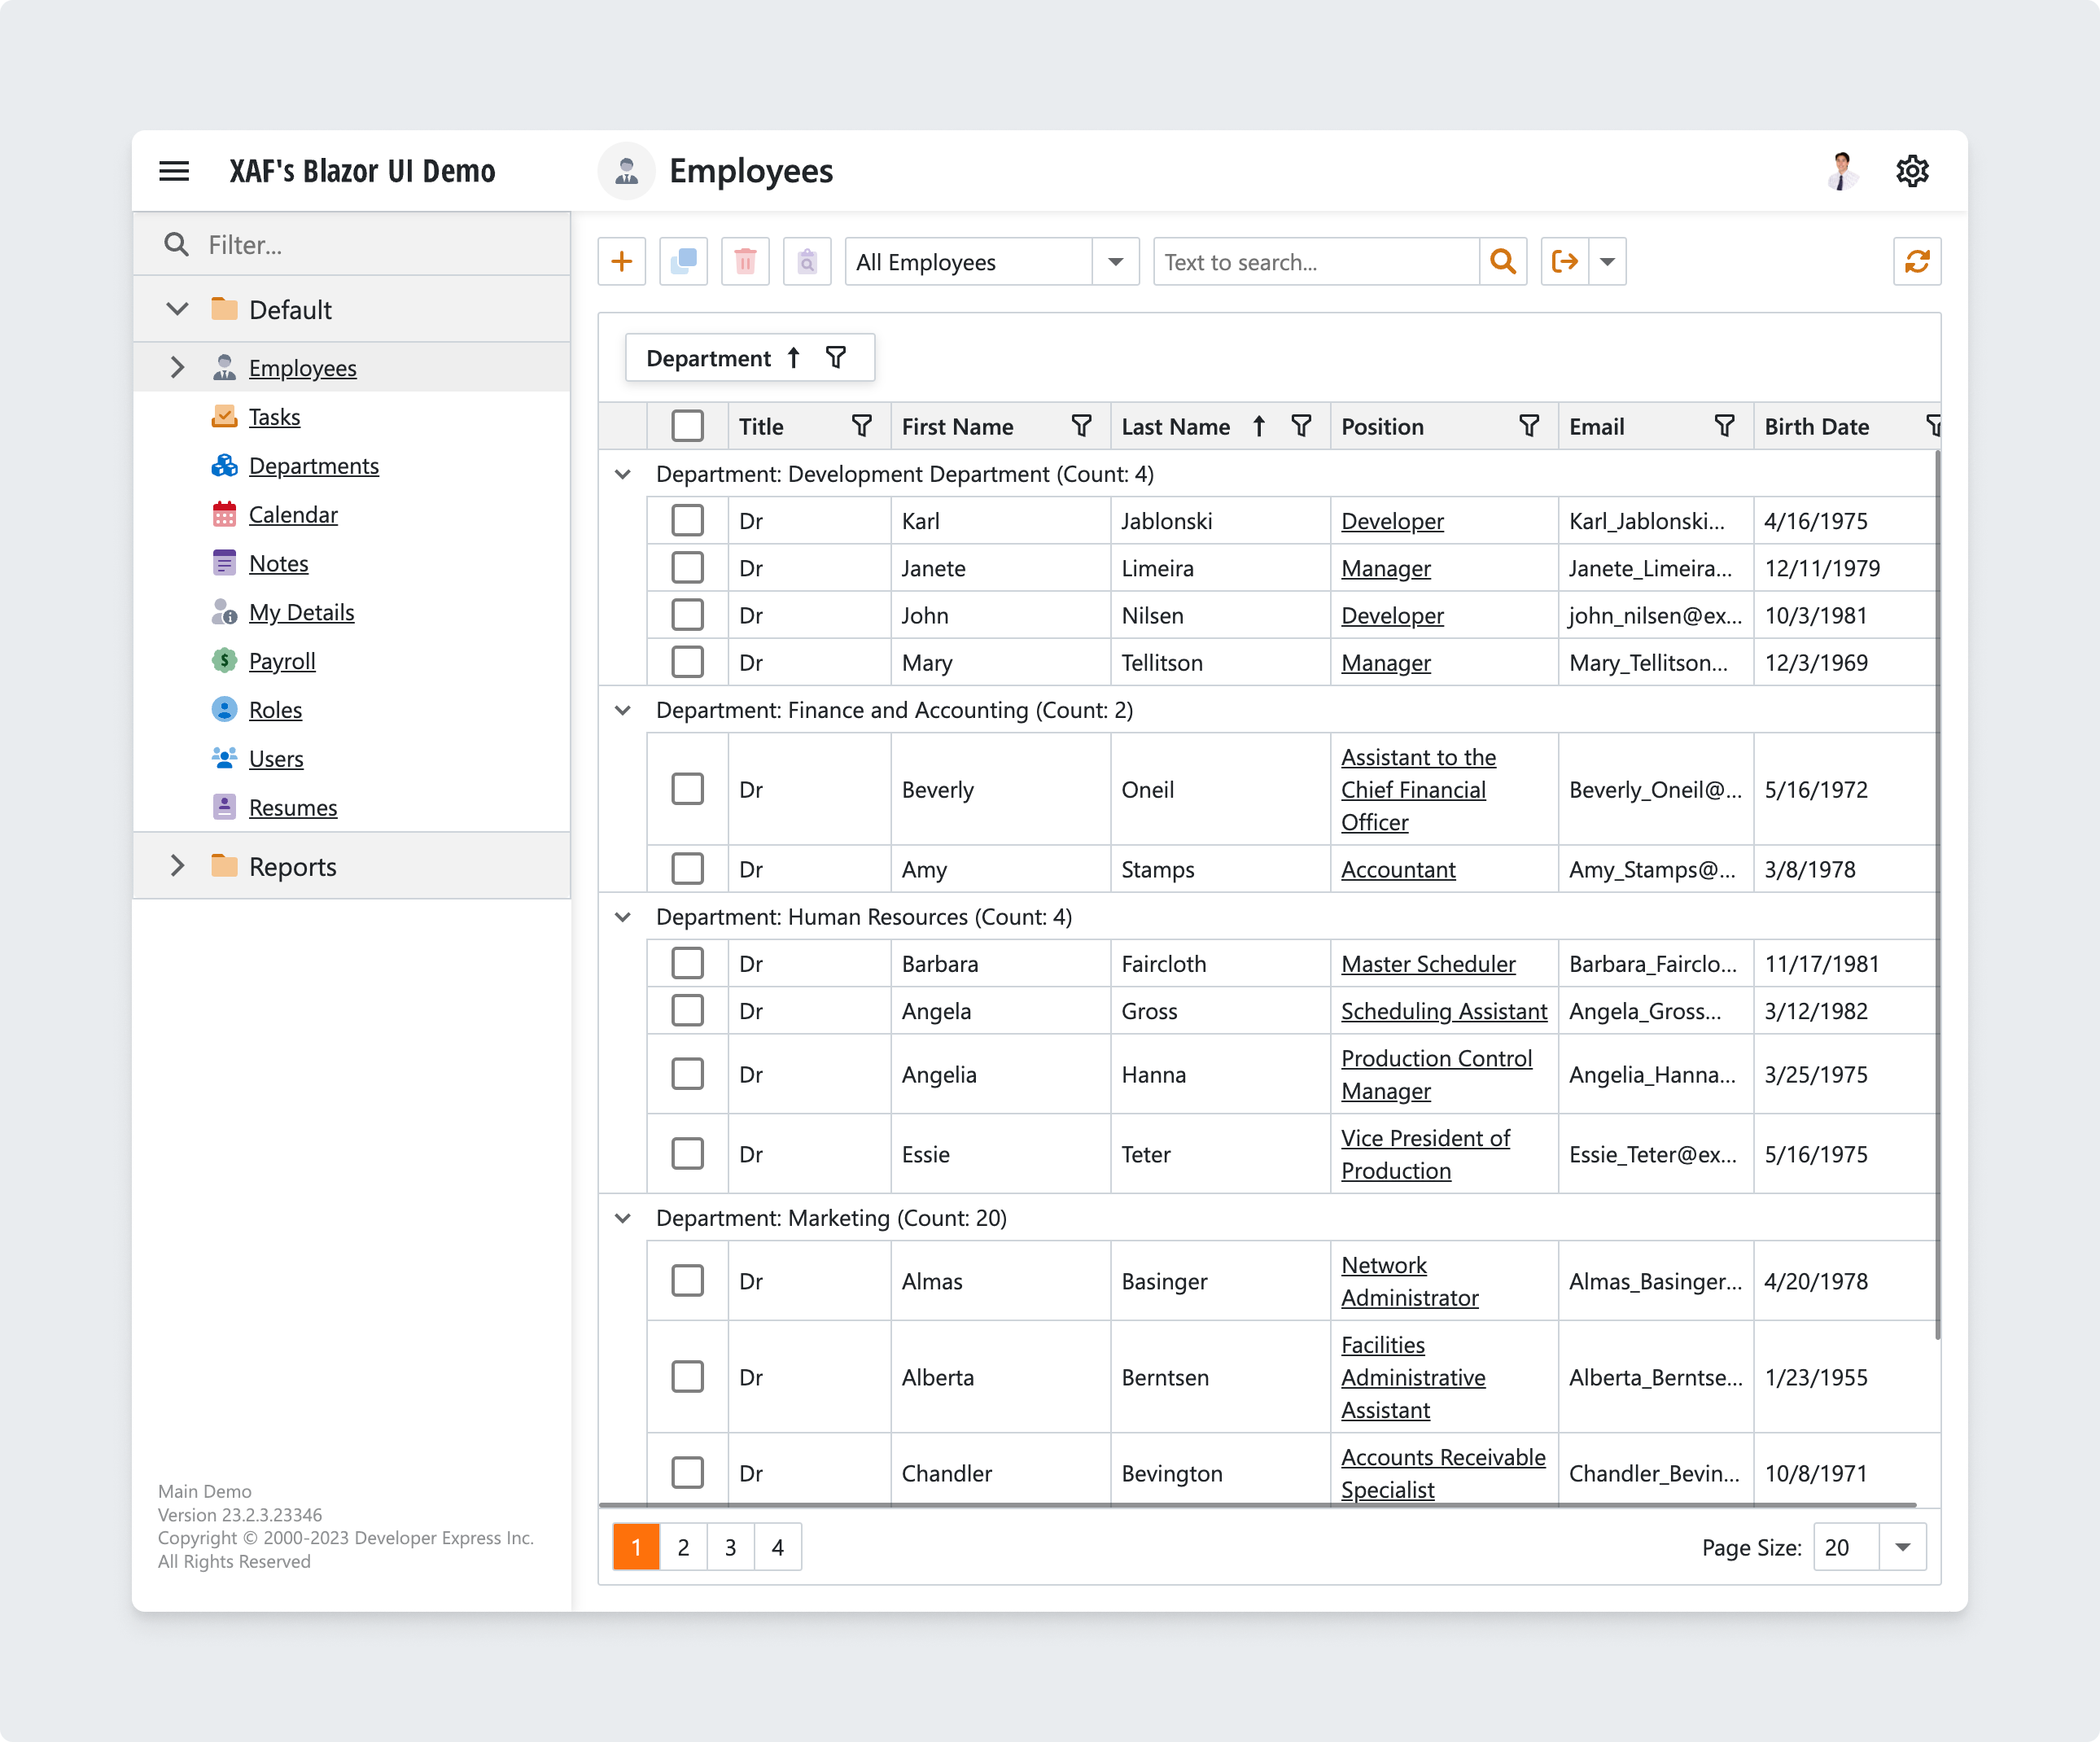 XAF's Blazor UI Demo
Employees
Filter...
Default
Employees
Tasks
Departments
Calendar
Notes
My Details
Payroll
Roles
Users
Resumes
Reports
Main Demo
Version 23.2.3.23346
Copyright © 2000-2023 Developer Express Inc.
All Rights Reserved
All Employees
Text to search...
Department
Title First Name Last Name Position Email Birth Date
Department: Development Department (Count: 4)
Dr Karl Jablonski Developer Karl_Jablonski... 4/16/1975
Dr Janete Limeira Manager Janete_Limeira... 12/11/1979
Dr John Nilsen Developer john_nilsen@ex... 10/3/1981
Dr Mary Tellitson Manager Mary_Tellitson... 12/3/1969
Department: Finance and Accounting (Count: 2)
Dr Beverly Oneil Assistant to the
Chief Financial
Officer Beverly_Oneil@... 5/16/1972
Dr Amy Stamps Accountant Amy_Stamps@... 3/8/1978
Department: Human Resources (Count: 4)
Dr Barbara Faircloth Master Scheduler Barbara_Fairclo... 11/17/1981
Dr Angela Gross Scheduling Assistant Angela_Gross... 3/12/1982
Dr Angelia Hanna Production Control
Manager Angelia_Hanna... 3/25/1975
Dr Essie Teter Vice President of
Production Essie_Teter@ex... 5/16/1975
Department: Marketing (Count: 20)
Dr Almas Basinger Network
Administrator Almas_Basinger... 4/20/1978
Dr Alberta Berntsen Facilities
Administrative
Assistant Alberta_Berntse... 1/23/1955
Dr Chandler Bevington Accounts Receivable
Specialist Chandler_Bevin... 10/8/1971
1 2 3 4
Page Size: 20